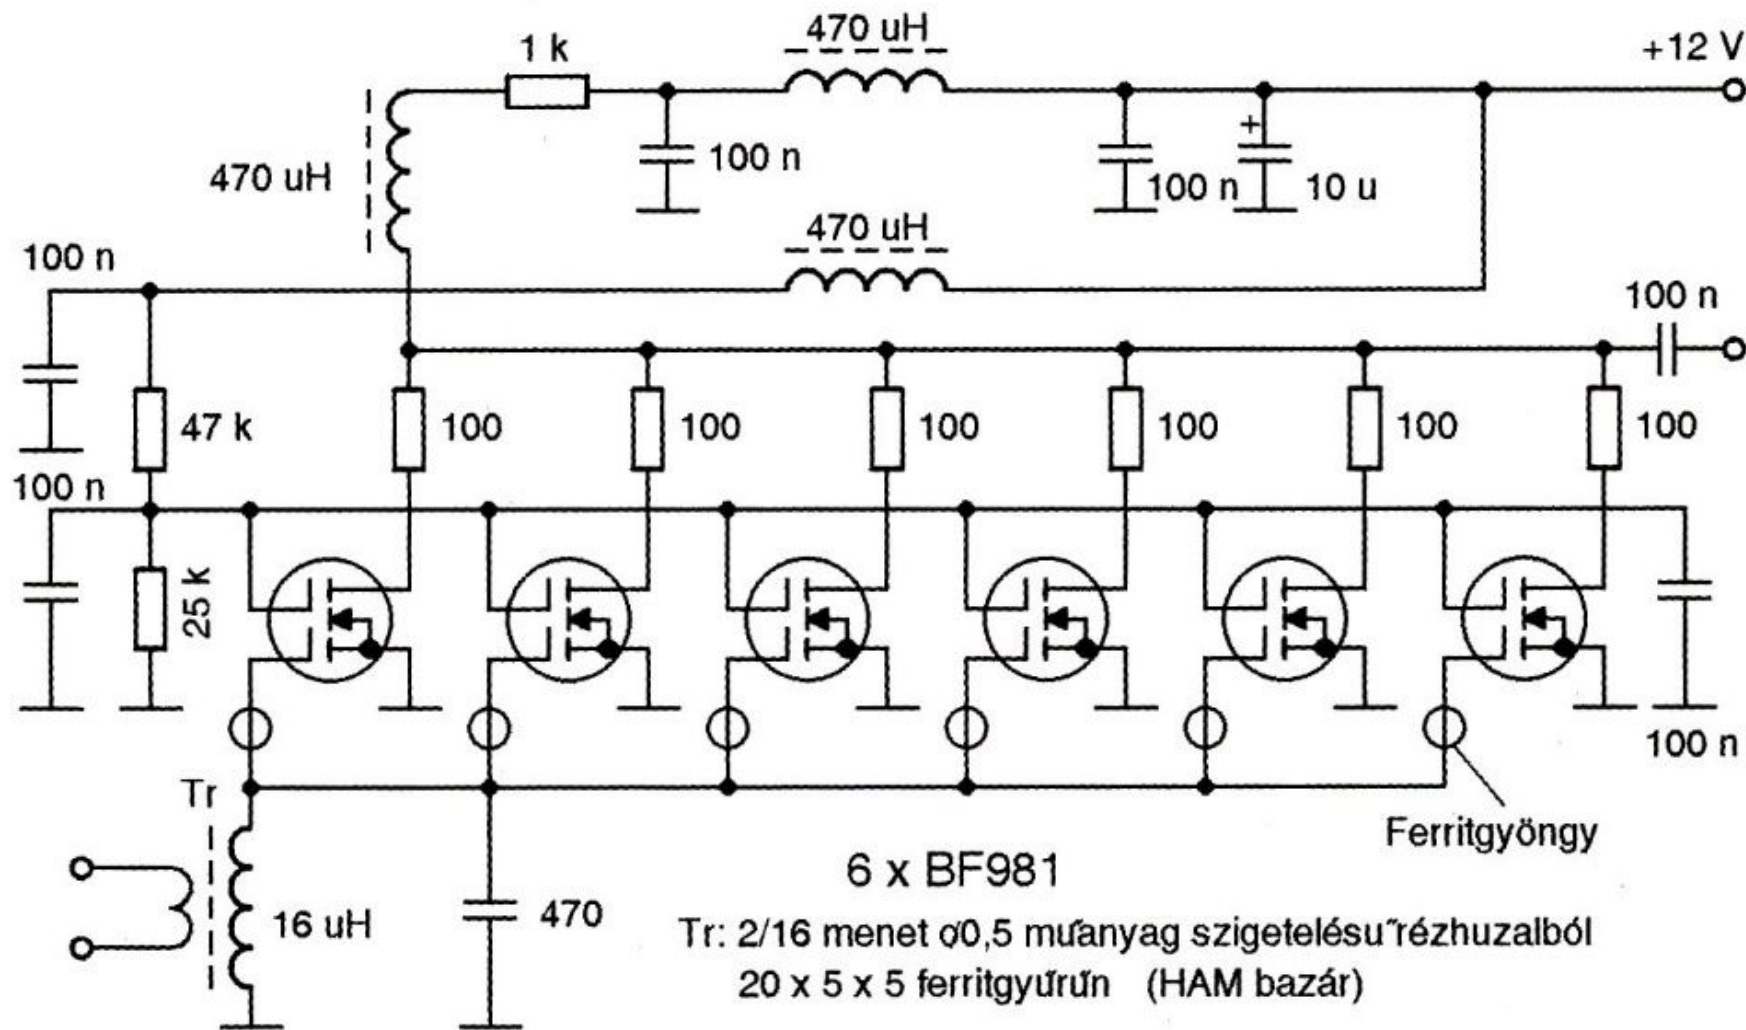 470 uH
1 k
+12 V
470 uH
100 n
100 n
10 u
470 uH
100 n
100 n
47 k
100
100
100
100
100
100
100 n
25 k
100 n
Tr
Ferritgyöngy
16 uH
470
6 x BF981
Tr: 2/16 menet ø0,5 műanyag szigetelésű rézhuzalból
20 x 5 x 5 ferritgyűrűn (HAM bazár)